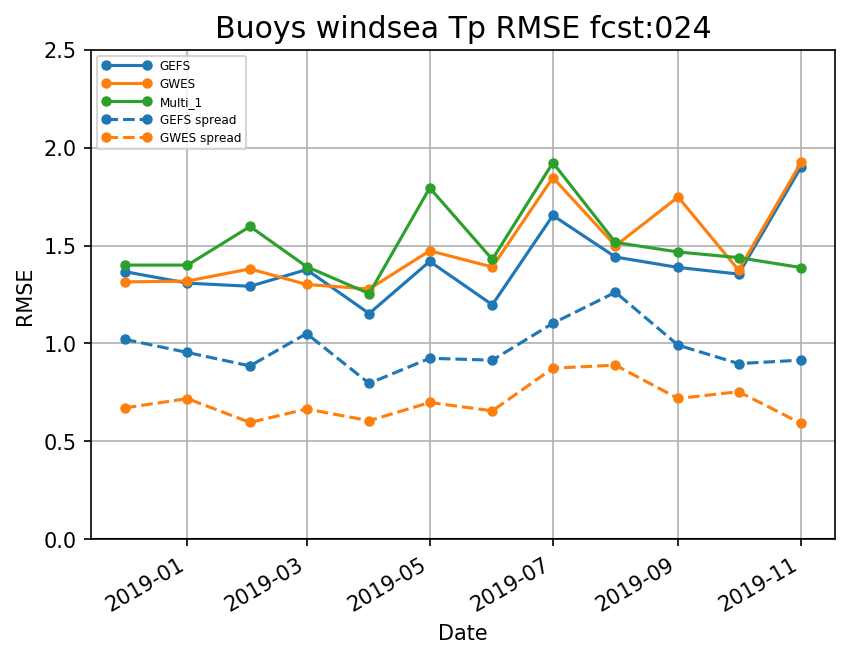 Buoys windsea Tp RMSE fcst:024
2.5
2.0
1.5
1.0
0.5
0.0
RMSE
GEFS
GWES
Multi_1
GEFS spread
GWES spread
2019-01
2019-03
2019-05
2019-07
2019-09
2019-11
Date